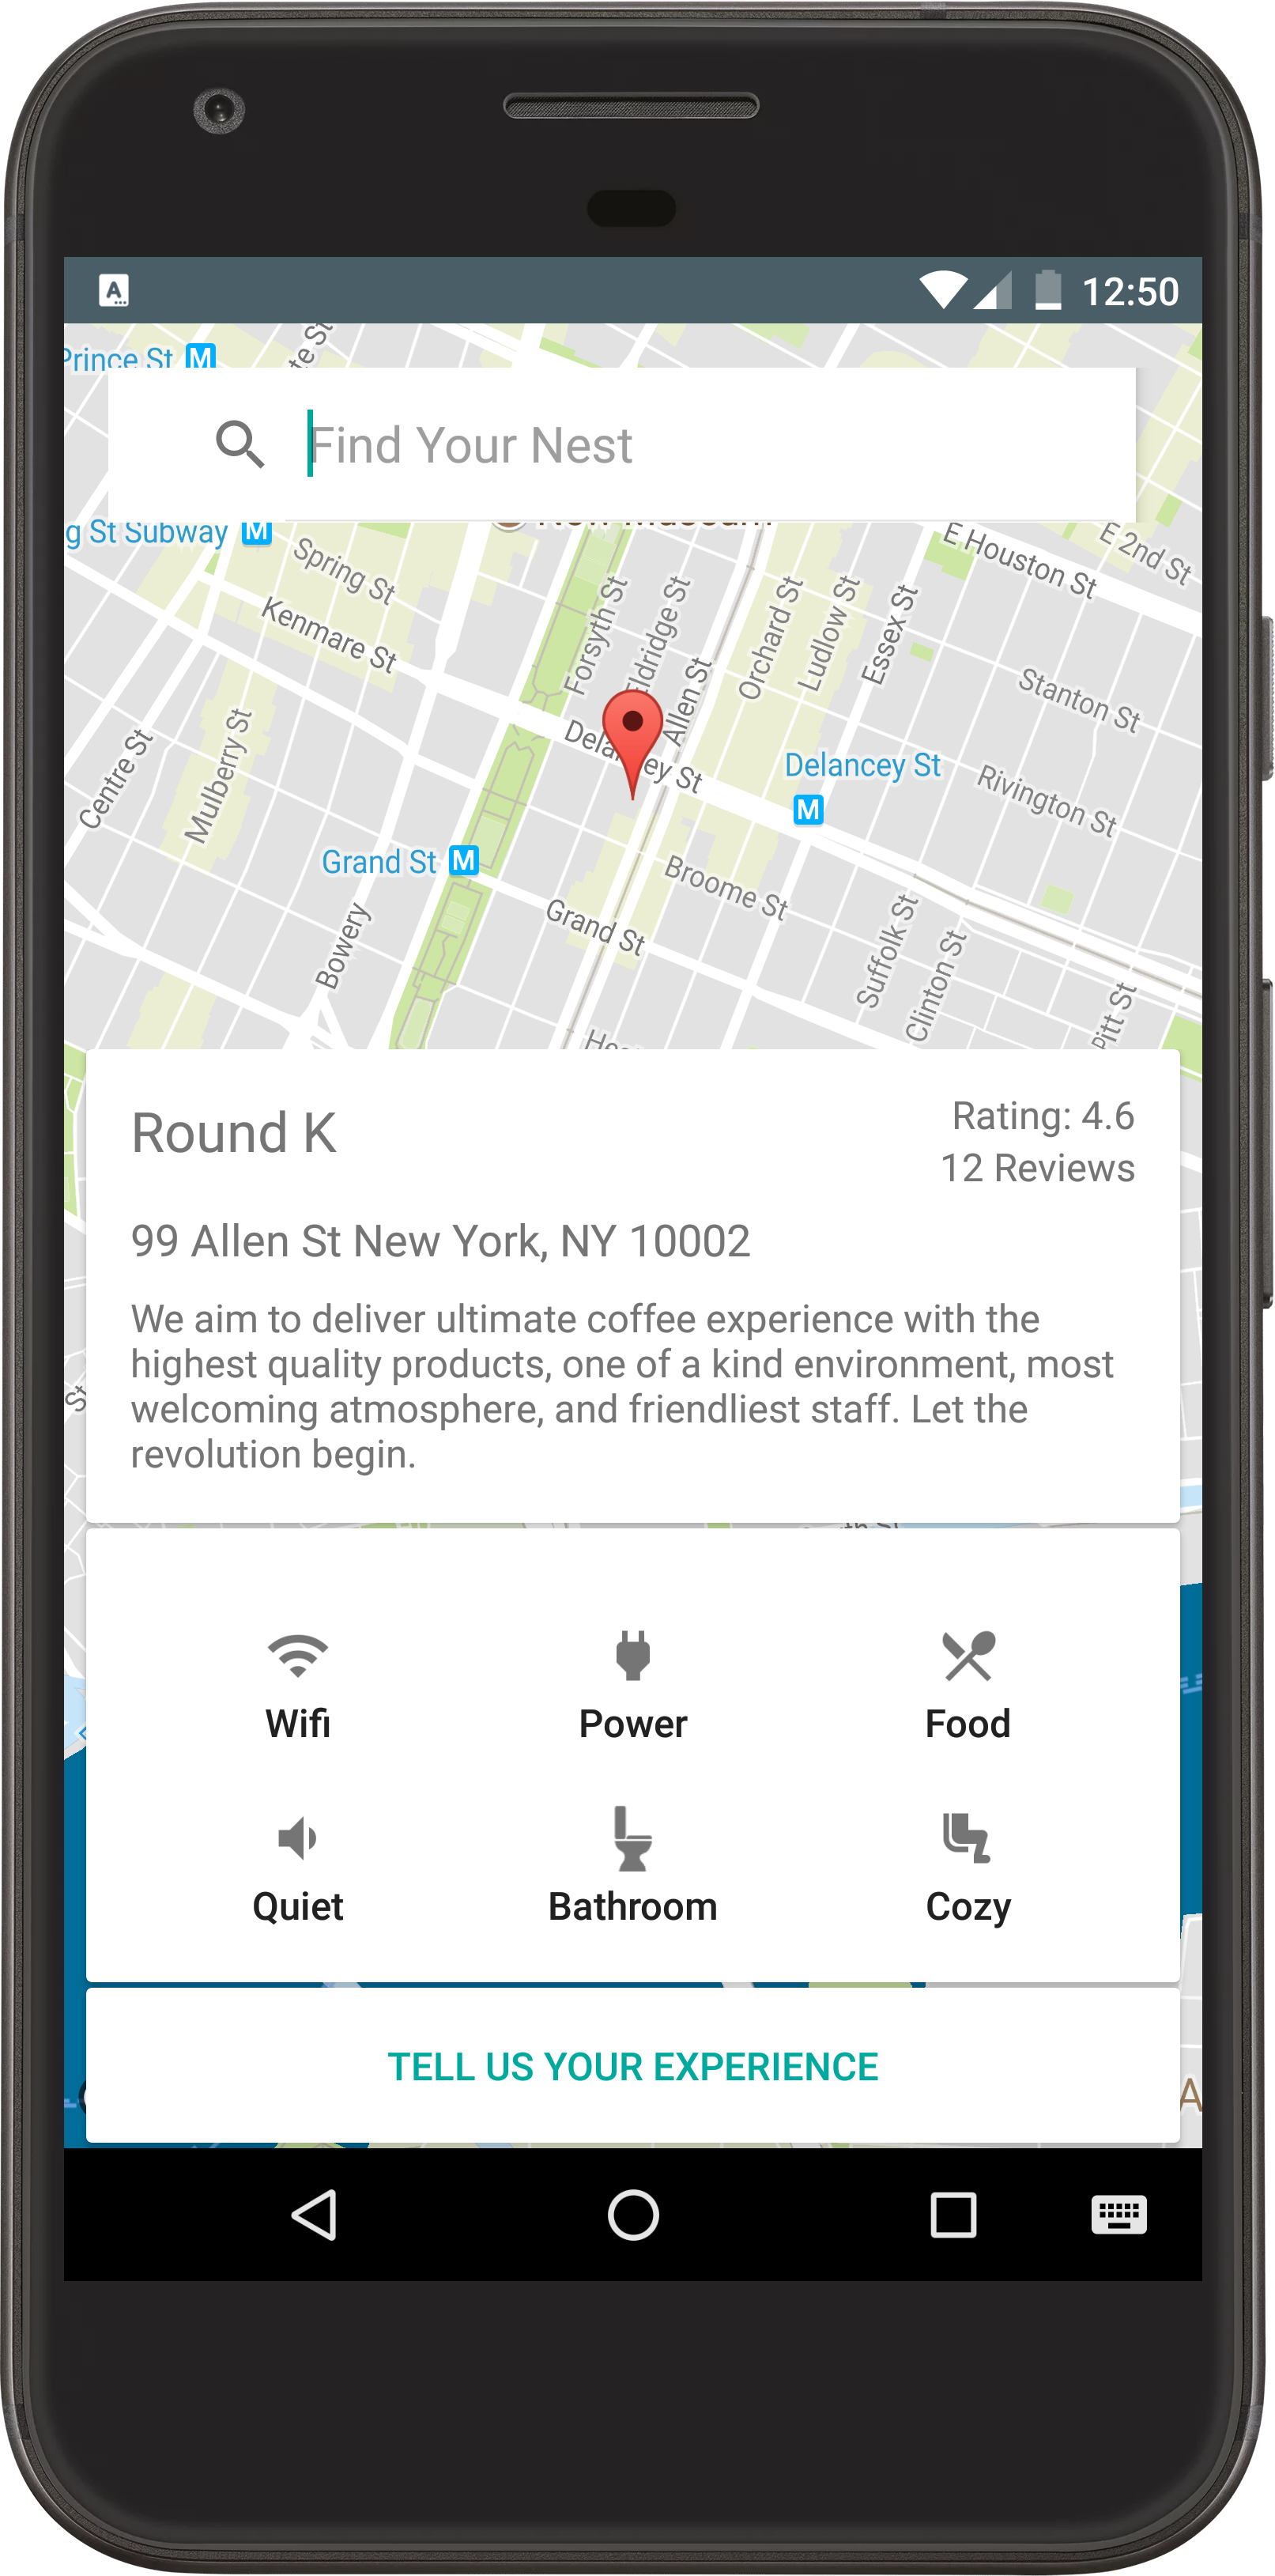 A
12:50
Prince St M
te St
Find Your Nest
g St Subway M
New Museum
E Houston St
E 2nd St
Spring St
Kenmare St
Forsyth St
Eldridge St
Allen St
Orchard St
Ludlow St
Essex St
Stanton St
Centre St
Mulberry St
Delancey St
Delancey St
M
Rivington St
Grand St M
Broome St
Grand St
Bowery
Suffolk St
Clinton St
Pitt St
Round K
Rating: 4.6
12 Reviews
99 Allen St New York, NY 10002
We aim to deliver ultimate coffee experience with the
highest quality products, one of a kind environment, most
welcoming atmosphere, and friendliest staff. Let the
revolution begin.
St
Wifi
Power
Food
Quiet
Bathroom
Cozy
TELL US YOUR EXPERIENCE
A